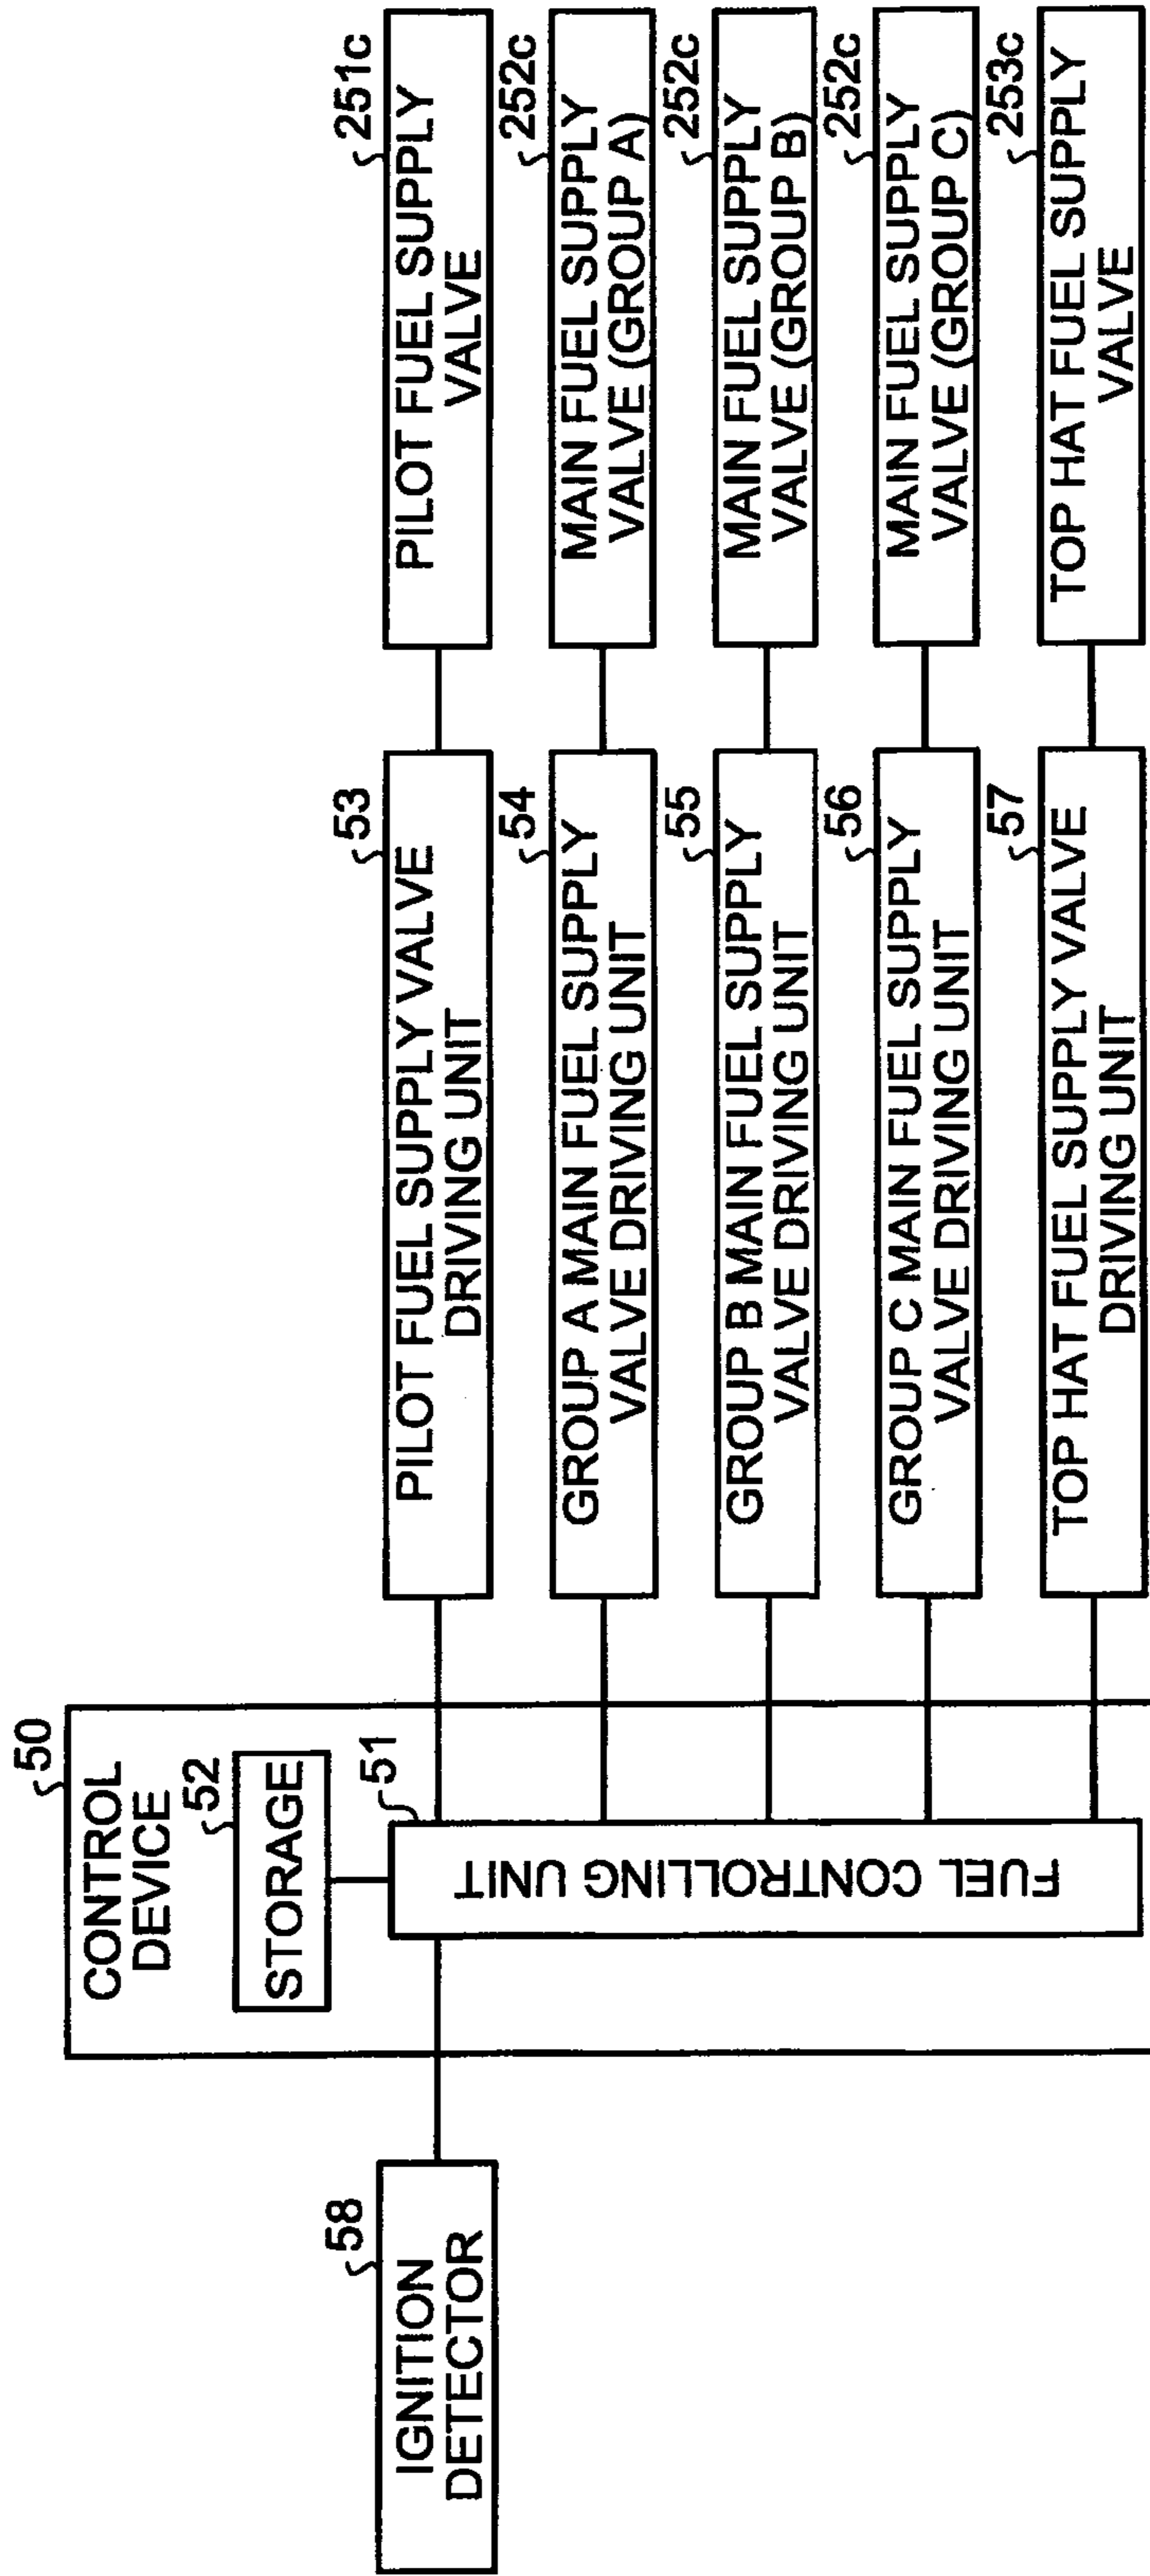 58
IGNITION
DETECTOR
50
CONTROL
DEVICE
52
STORAGE
51
FUEL CONTROLLING UNIT
53
PILOT FUEL SUPPLY VALVE
DRIVING UNIT
54
GROUP A MAIN FUEL SUPPLY
VALVE DRIVING UNIT
55
GROUP B MAIN FUEL SUPPLY
VALVE DRIVING UNIT
56
GROUP C MAIN FUEL SUPPLY
VALVE DRIVING UNIT
57
TOP HAT FUEL SUPPLY VALVE
DRIVING UNIT
251c
PILOT FUEL SUPPLY
VALVE
252c
MAIN FUEL SUPPLY
VALVE (GROUP A)
252c
MAIN FUEL SUPPLY
VALVE (GROUP B)
252c
MAIN FUEL SUPPLY
VALVE (GROUP C)
253c
TOP HAT FUEL SUPPLY
VALVE